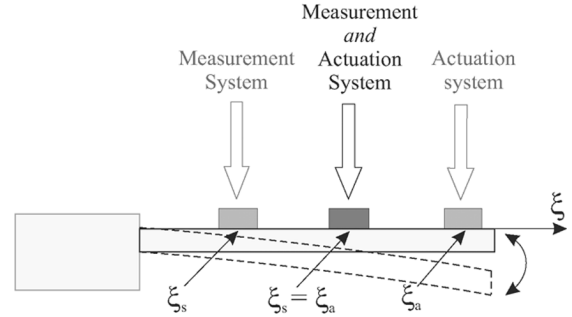 Measurement
and
Actuation
System
Measurement
System
Actuation
system
ξ
ξs
ξs = ξa
ξa